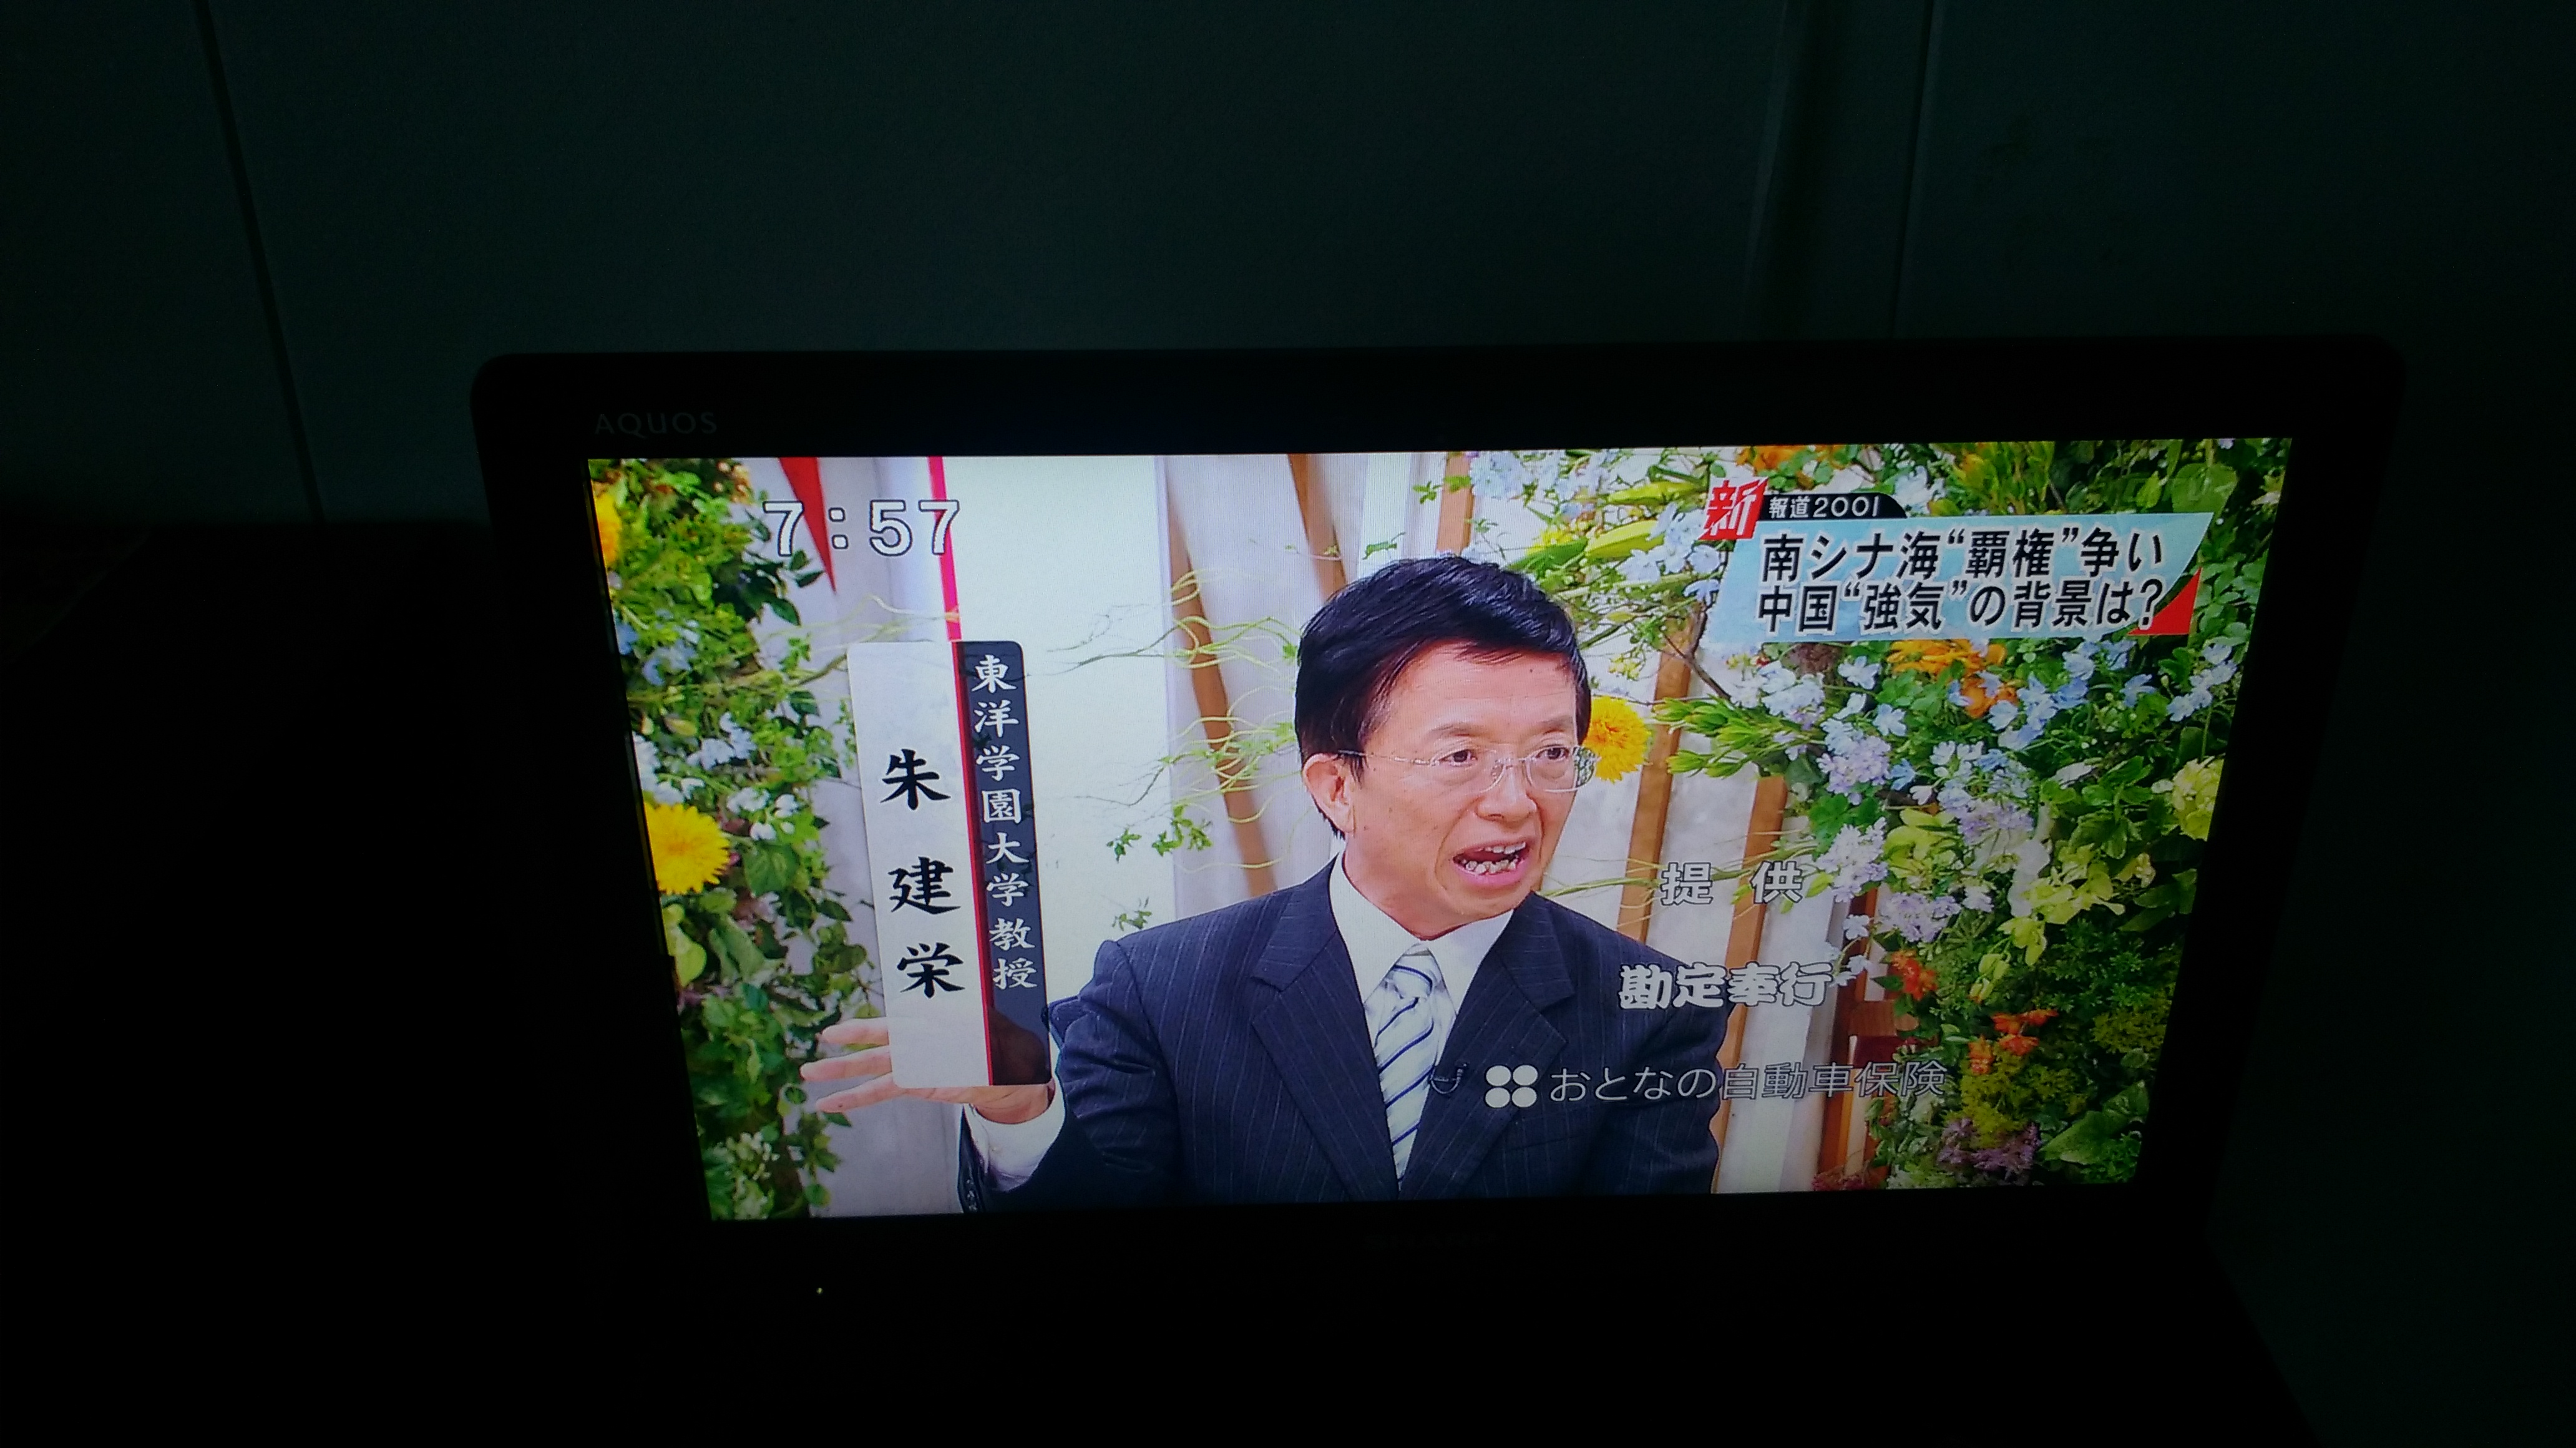 AQUOS
7:57
新報道2001
南シナ海“覇権”争い
中国“強気”の背景は?
東洋学園大学教授
朱建栄
提供
勘定奉行
おとなの自動車保険